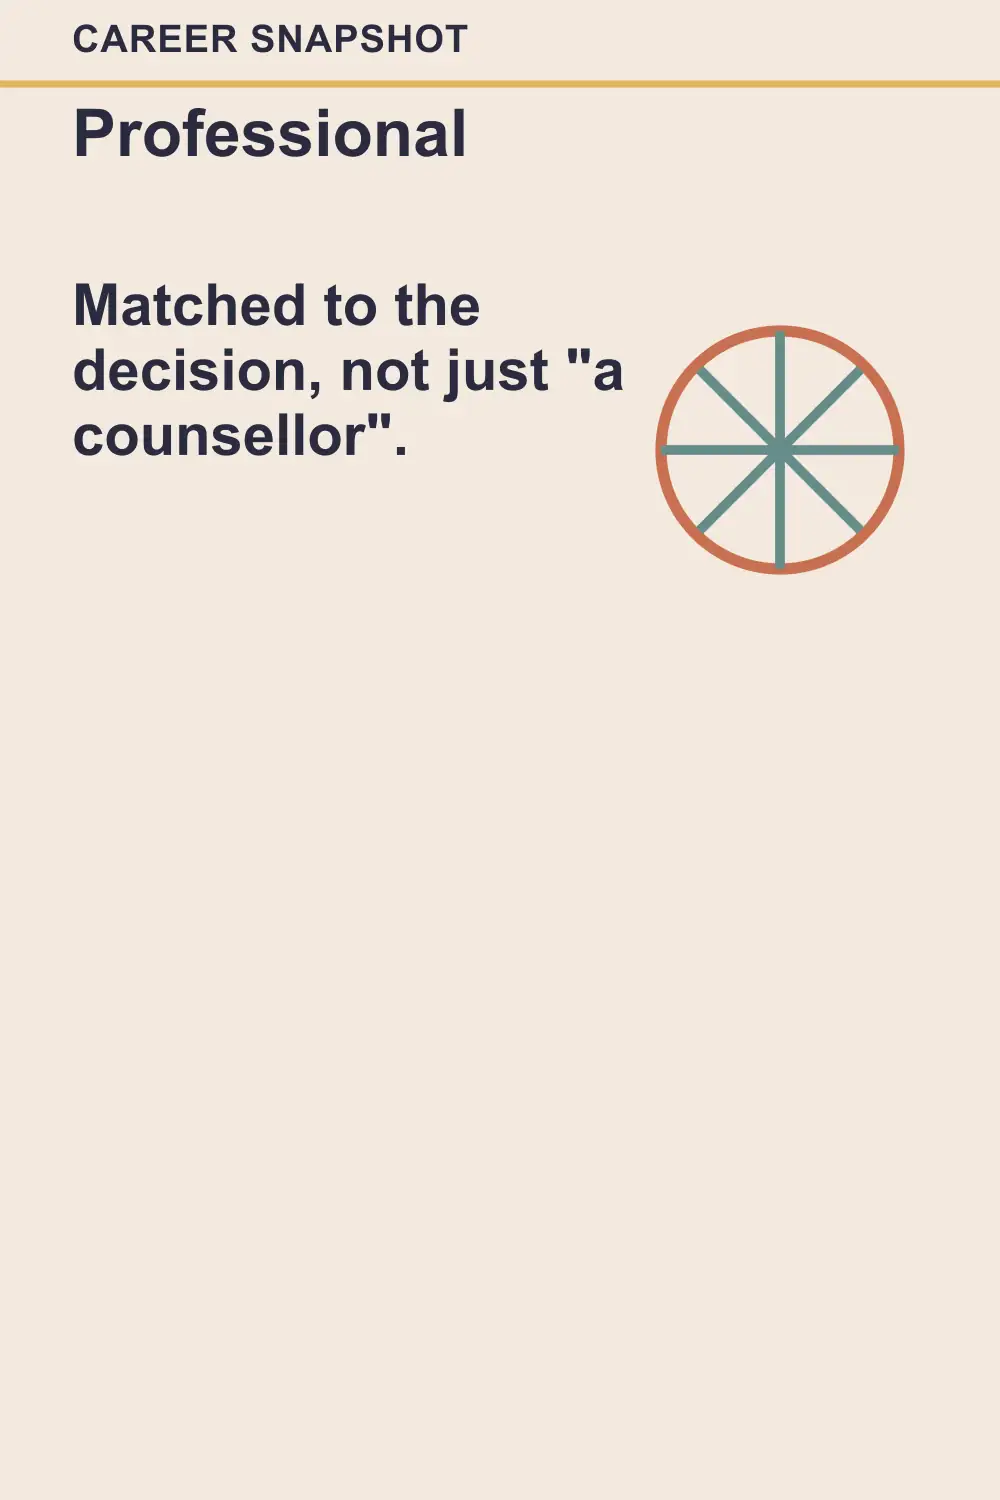 CAREER SNAPSHOT
Professional
Matched to the
decision, not just "a
counsellor".